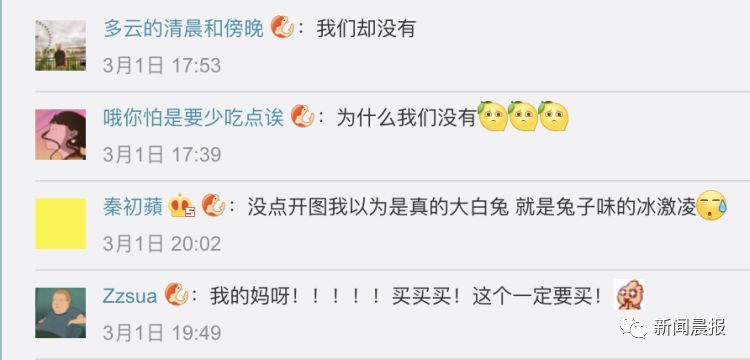 多云的清晨和傍晚：我们却没有
3月1日 17:53
哦你怕是要少吃点诶：为什么我们没有
3月1日 17:39
秦初蘋：没点开图我以为是真的大白兔 就是兔子味的冰激凌
3月1日 20:02
Zzsua：我的妈呀！！！！！买买买！这个一定要买！
3月1日 19:49
新闻晨报